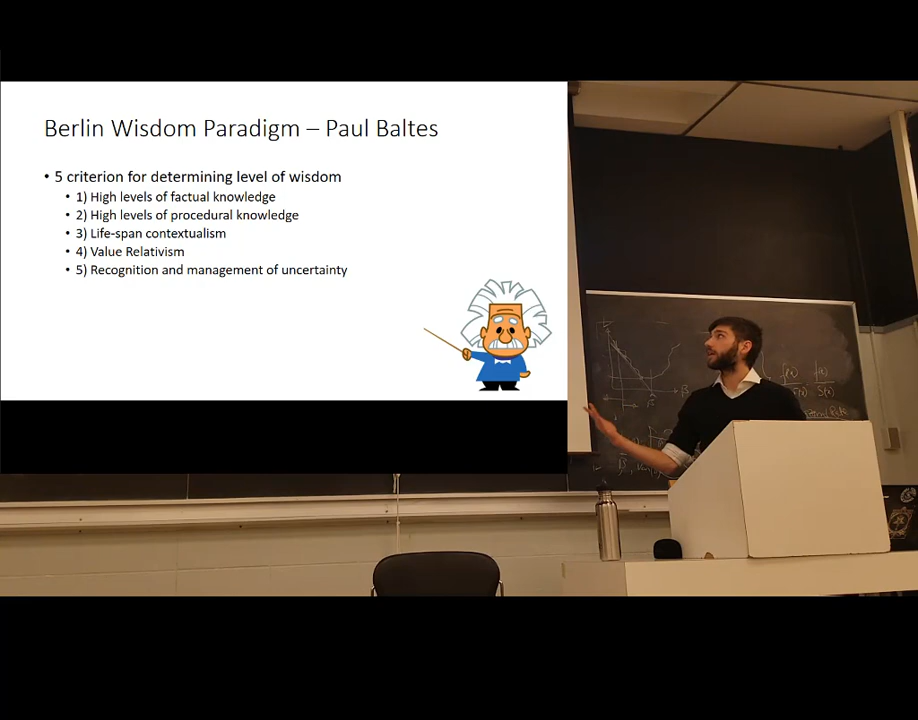 Berlin Wisdom Paradigm – Paul Baltes
• 5 criterion for determining level of wisdom
• 1) High levels of factual knowledge
• 2) High levels of procedural knowledge
• 3) Life-span contextualism
• 4) Value Relativism
• 5) Recognition and management of uncertainty